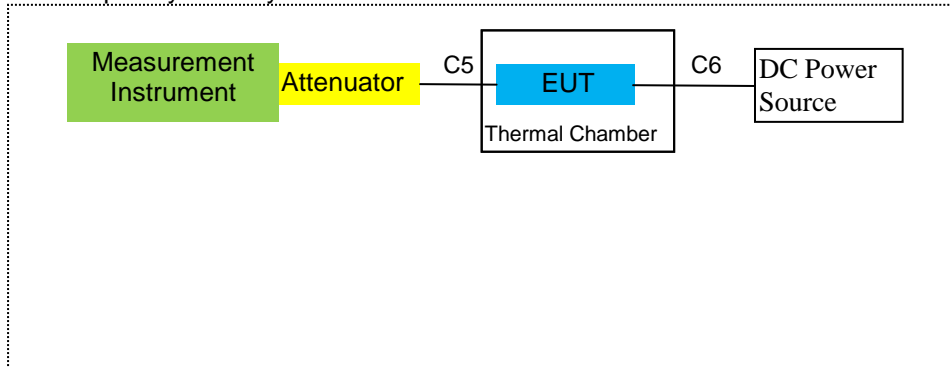 Measurement
Instrument
Attenuator
C5
EUT
C6
DC Power
Source
Thermal Chamber